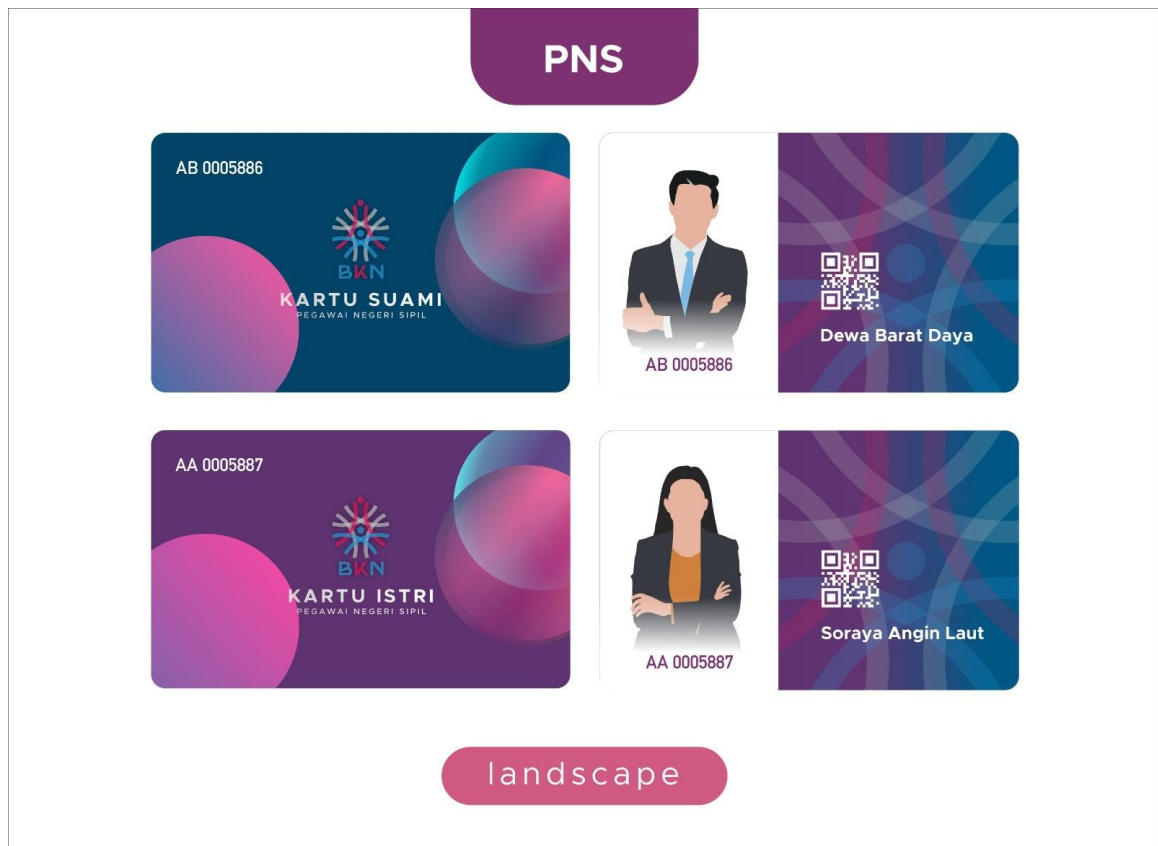 PNS
AB 0005886
BKN
KARTU SUAMI
PEGAWAI NEGERI SIPIL
AB 0005886
Dewa Barat Daya
AA 0005887
BKN
KARTU ISTRI
PEGAWAI NEGERI SIPIL
AA 0005887
Soraya Angin Laut
landscape